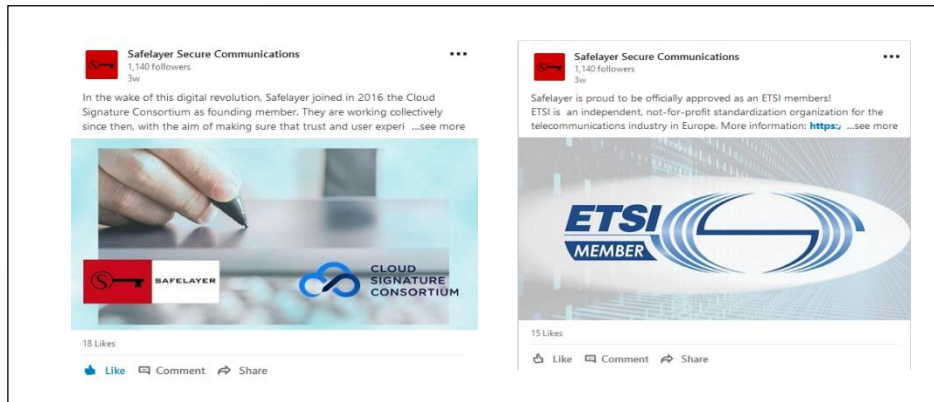 Safelayer Secure Communications
1,140 followers
3w
In the wake of this digital revolution, Safelayer joined in 2016 the Cloud
Signature Consortium as founding member. They are working collectively
since then, with the aim of making sure that trust and user experi ...see more
S SAFELAYER
CLOUD
SIGNATURE
CONSORTIUM
18 Likes
Like Comment Share
Safelayer Secure Communications
1,140 followers
3w
Safelayer is proud to be officially approved as an ETSI members!
ETSI is an independent, not-for-profit standardization organization for the
telecommunications industry in Europe. More information: https:/ ...see more
ETSI
MEMBER
15 Likes
Like Comment Share